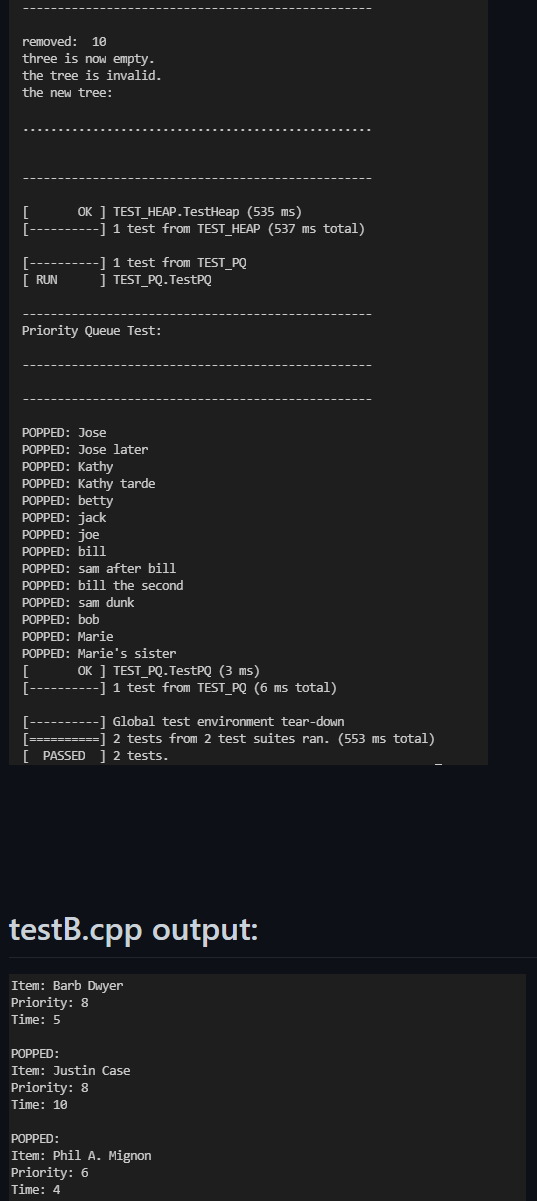 --------------------------------------------------
removed:  10
three is now empty.
the tree is invalid.
the new tree:
..................................................
--------------------------------------------------
[       OK ] TEST_HEAP.TestHeap (535 ms)
[----------] 1 test from TEST_HEAP (537 ms total)
[----------] 1 test from TEST_PQ
[ RUN      ] TEST_PQ.TestPQ
--------------------------------------------------
Priority Queue Test:
--------------------------------------------------
--------------------------------------------------
POPPED: Jose
POPPED: Jose later
POPPED: Kathy
POPPED: Kathy tarde
POPPED: betty
POPPED: jack
POPPED: joe
POPPED: bill
POPPED: sam after bill
POPPED: bill the second
POPPED: sam dunk
POPPED: bob
POPPED: Marie
POPPED: Marie's sister
[       OK ] TEST_PQ.TestPQ (3 ms)
[----------] 1 test from TEST_PQ (6 ms total)
[----------] Global test environment tear-down
[==========] 2 tests from 2 test suites ran. (553 ms total)
[  PASSED  ] 2 tests.
testB.cpp output:
Item: Barb Dwyer
Priority: 8
Time: 5
POPPED:
Item: Justin Case
Priority: 8
Time: 10
POPPED:
Item: Phil A. Mignon
Priority: 6
Time: 4